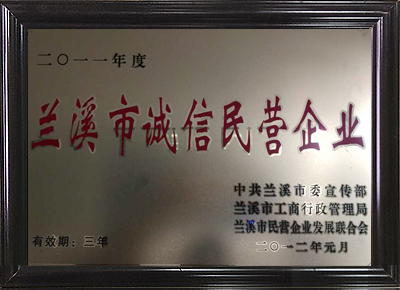 二〇一一年度
兰溪市诚信民营企业
中共兰溪市委宣传部
兰溪市工商行政管理局
兰溪市民营企业发展联合会
有效期：三年
二〇一二年元月